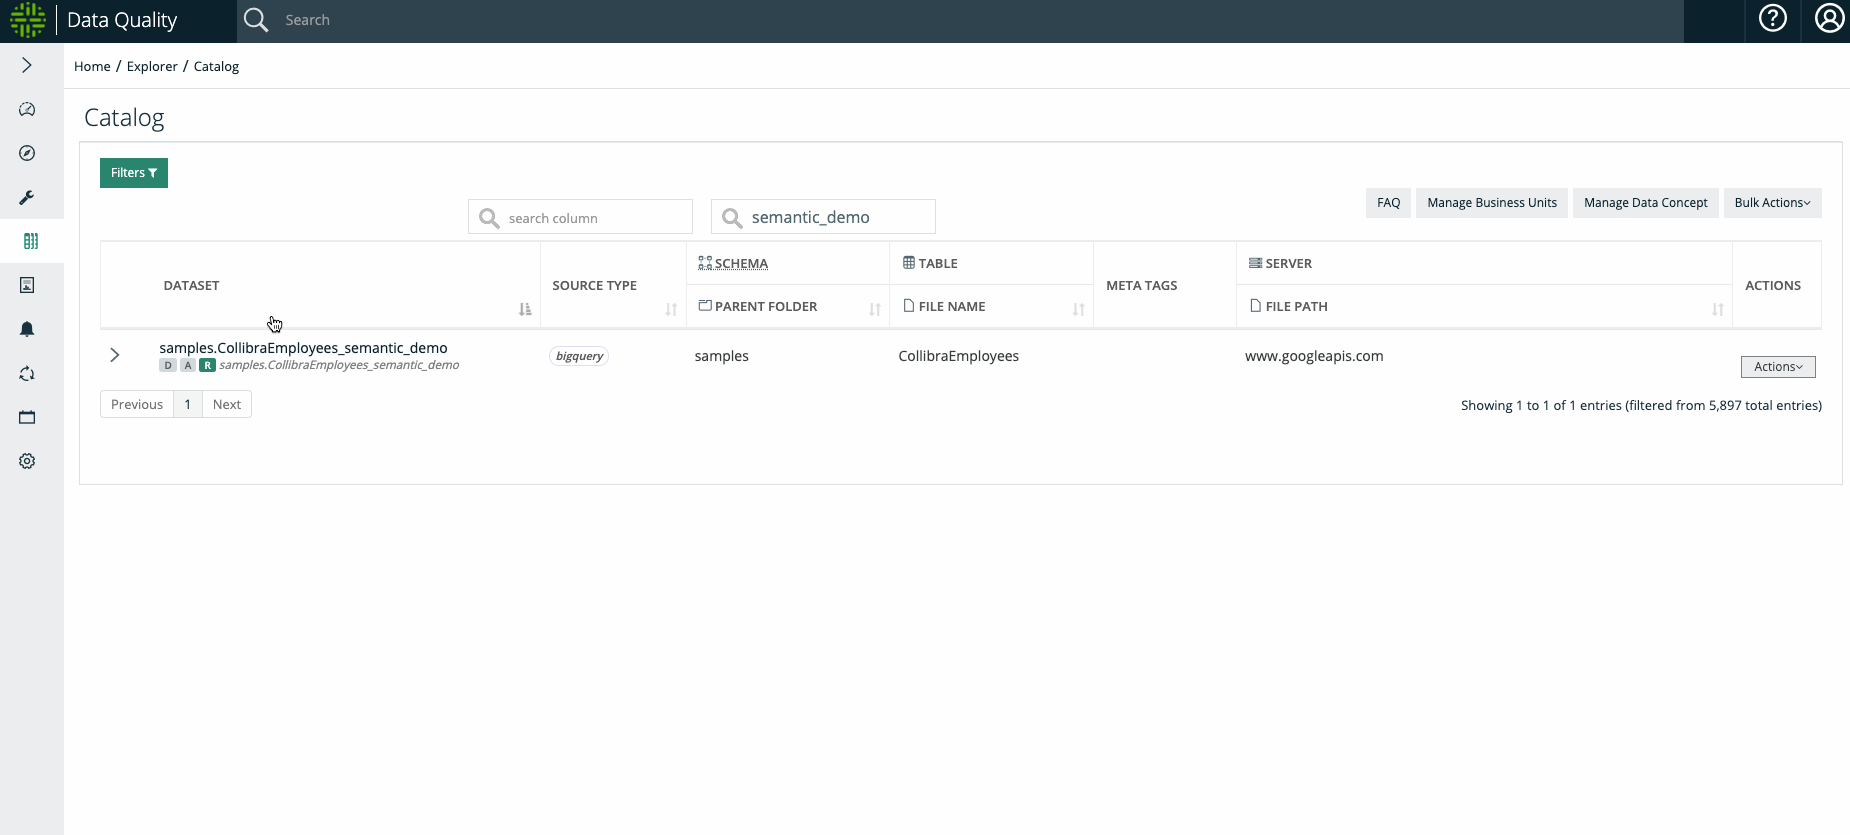 Data Quality
Search
Home / Explorer / Catalog
Catalog
Filters
search column
semantic_demo
FAQ
Manage Business Units
Manage Data Concept
Bulk Actions
DATASET
SOURCE TYPE
SCHEMA
TABLE
META TAGS
SERVER
ACTIONS
PARENT FOLDER
FILE NAME
FILE PATH
samples.CollibraEmployees_semantic_demo
D A R samples.CollibraEmployees_semantic_demo
bigquery
samples
CollibraEmployees
www.googleapis.com
Actions
Previous 1 Next
Showing 1 to 1 of 1 entries (filtered from 5,897 total entries)